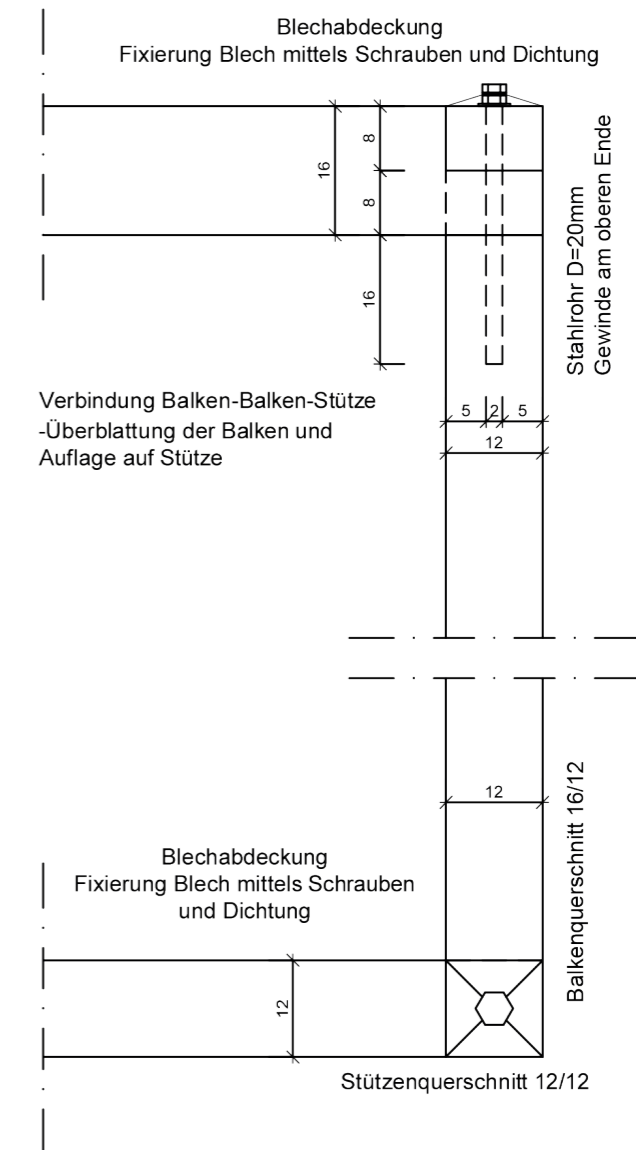 Blechabdeckung
Fixierung Blech mittels Schrauben und Dichtung
8
16
8
16
Stahlrohr D=20mm
Gewinde am oberen Ende
Verbindung Balken-Balken-Stütze
-Überblattung der Balken und
Auflage auf Stütze
5 2 5
12
12
Balkenquerschnitt 16/12
Blechabdeckung
Fixierung Blech mittels Schrauben
und Dichtung
12
Stützenquerschnitt 12/12